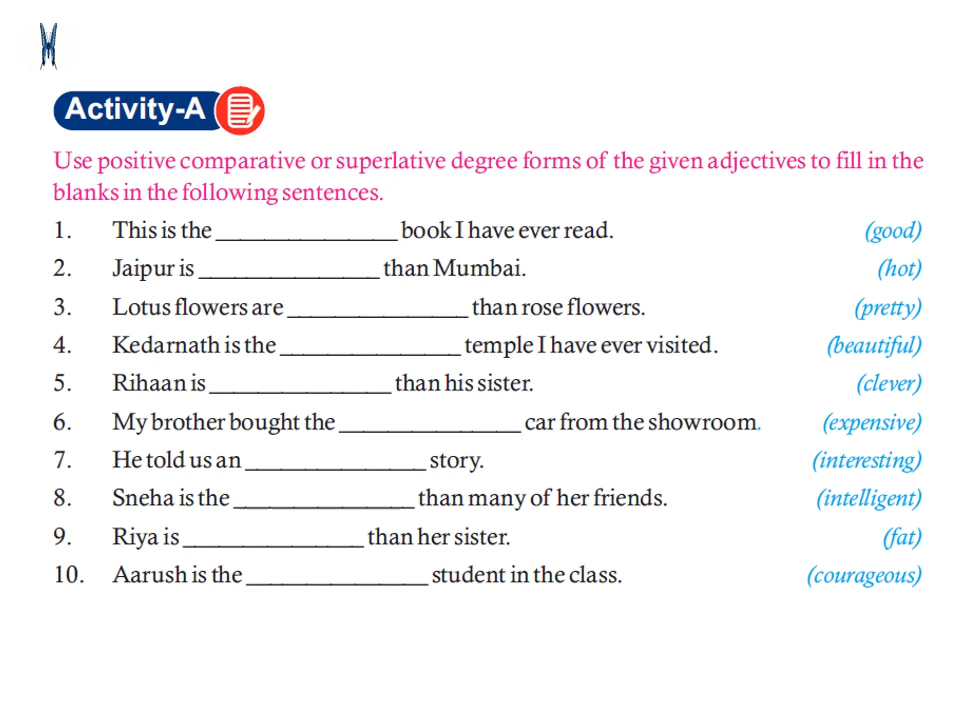 Activity-A
Use positive comparative or superlative degree forms of the given adjectives to fill in the
blanks in the following sentences.
1. This is the _______________ book I have ever read. (good)
2. Jaipur is _______________ than Mumbai. (hot)
3. Lotus flowers are _______________ than rose flowers. (pretty)
4. Kedarnath is the _______________ temple I have ever visited. (beautiful)
5. Rihaan is _______________ than his sister. (clever)
6. My brother bought the _______________ car from the showroom. (expensive)
7. He told us an _______________ story. (interesting)
8. Sneha is the _______________ than many of her friends. (intelligent)
9. Riya is _______________ than her sister. (fat)
10. Aarush is the _______________ student in the class. (courageous)